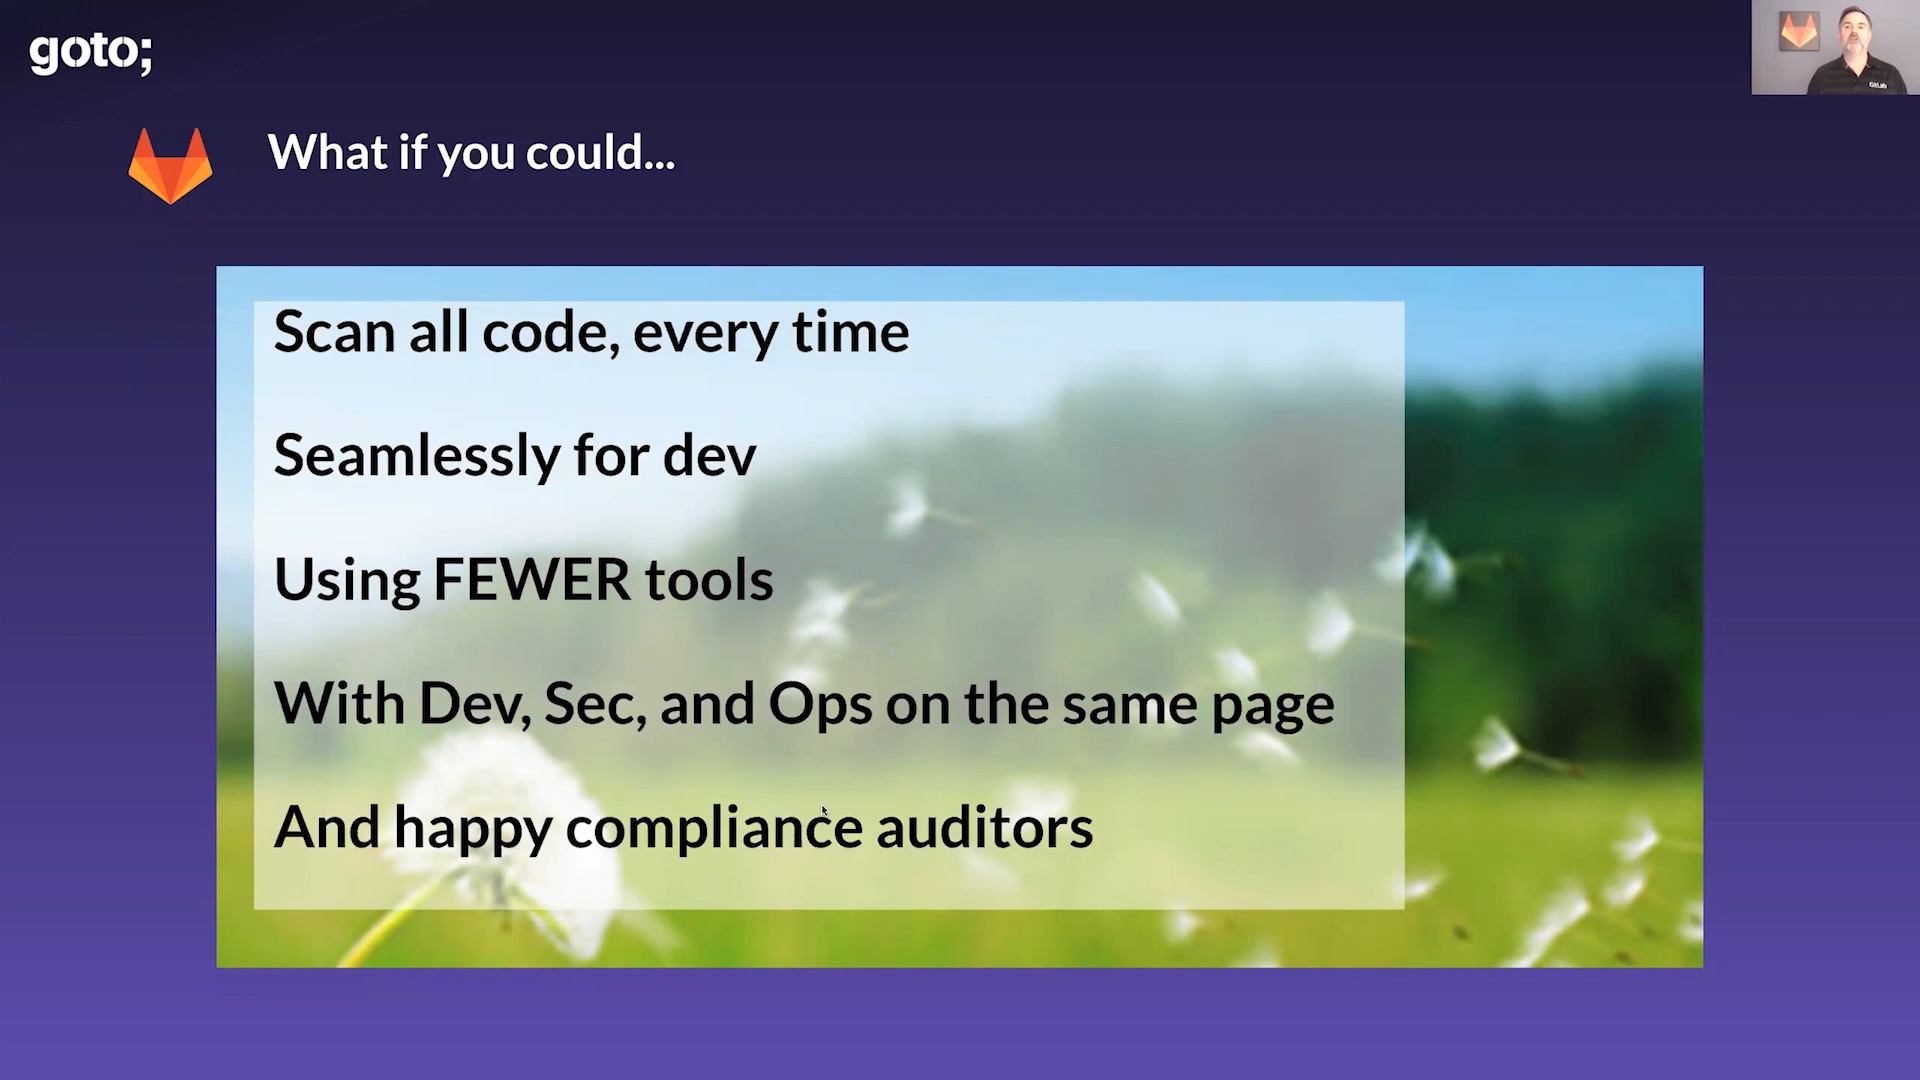 goto;
GitLab
What if you could...
Scan all code, every time
Seamlessly for dev
Using FEWER tools
With Dev, Sec, and Ops on the same page
And happy compliance auditors